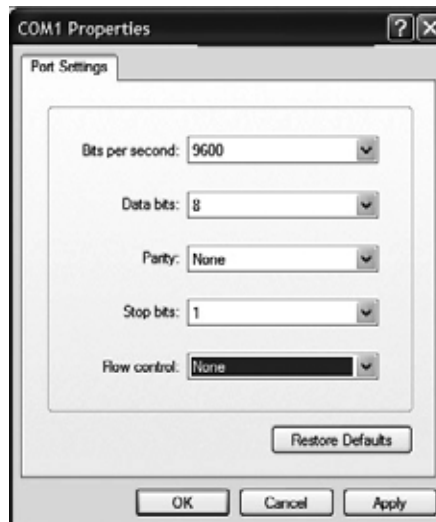 COM1 Properties
Port Settings
Bits per second: 9600
Data bits: 8
Parity: None
Stop bits: 1
Flow control: None
Restore Defaults
OK Cancel Apply